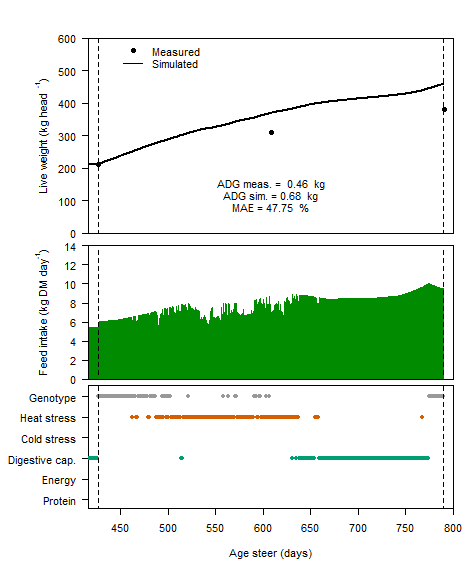 600
500
400
300
200
100
0
Live weight (kg head ⁻¹)
Measured
Simulated
ADG meas. = 0.46 kg
ADG sim. = 0.68 kg
MAE = 47.75 %
14
12
10
8
6
4
2
0
Feed intake (kg DM day⁻¹)
Genotype
Heat stress
Cold stress
Digestive cap.
Energy
Protein
450 500 550 600 650 700 750 800
Age steer (days)